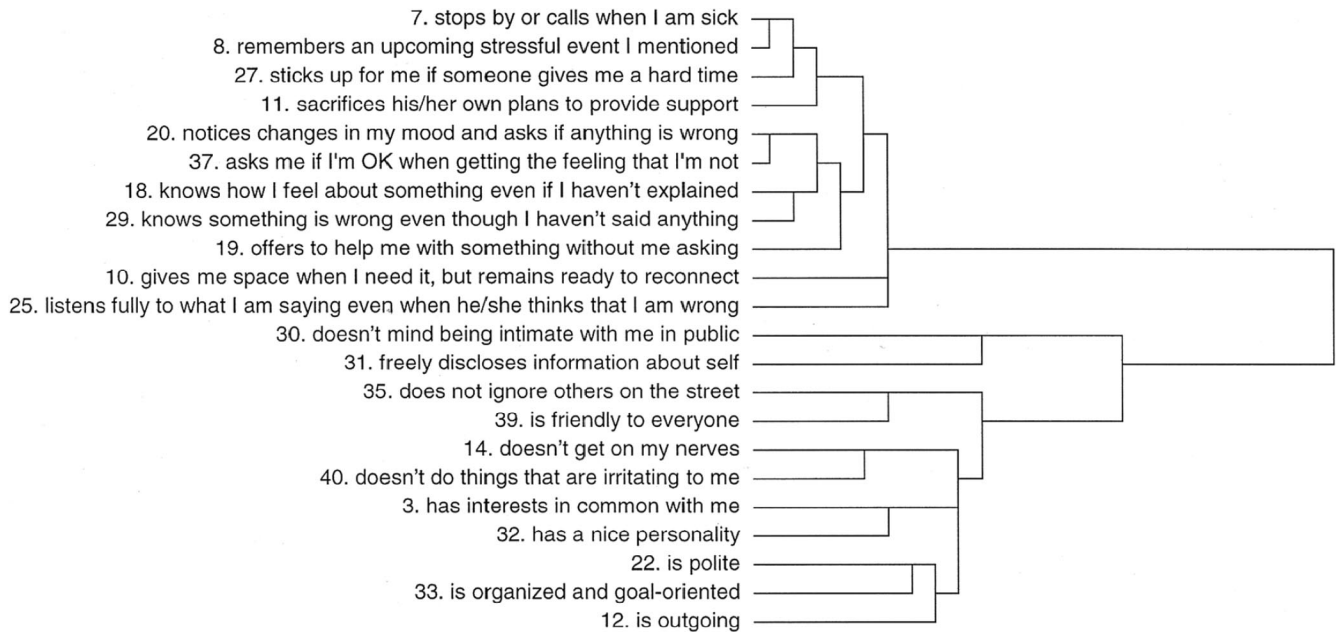 7. stops by or calls when I am sick
8. remembers an upcoming stressful event I mentioned
27. sticks up for me if someone gives me a hard time
11. sacrifices his/her own plans to provide support
20. notices changes in my mood and asks if anything is wrong
37. asks me if I'm OK when getting the feeling that I'm not
18. knows how I feel about something even if I haven't explained
29. knows something is wrong even though I haven't said anything
19. offers to help me with something without me asking
10. gives me space when I need it, but remains ready to reconnect
25. listens fully to what I am saying even when he/she thinks that I am wrong
30. doesn't mind being intimate with me in public
31. freely discloses information about self
35. does not ignore others on the street
39. is friendly to everyone
14. doesn't get on my nerves
40. doesn't do things that are irritating to me
3. has interests in common with me
32. has a nice personality
22. is polite
33. is organized and goal-oriented
12. is outgoing